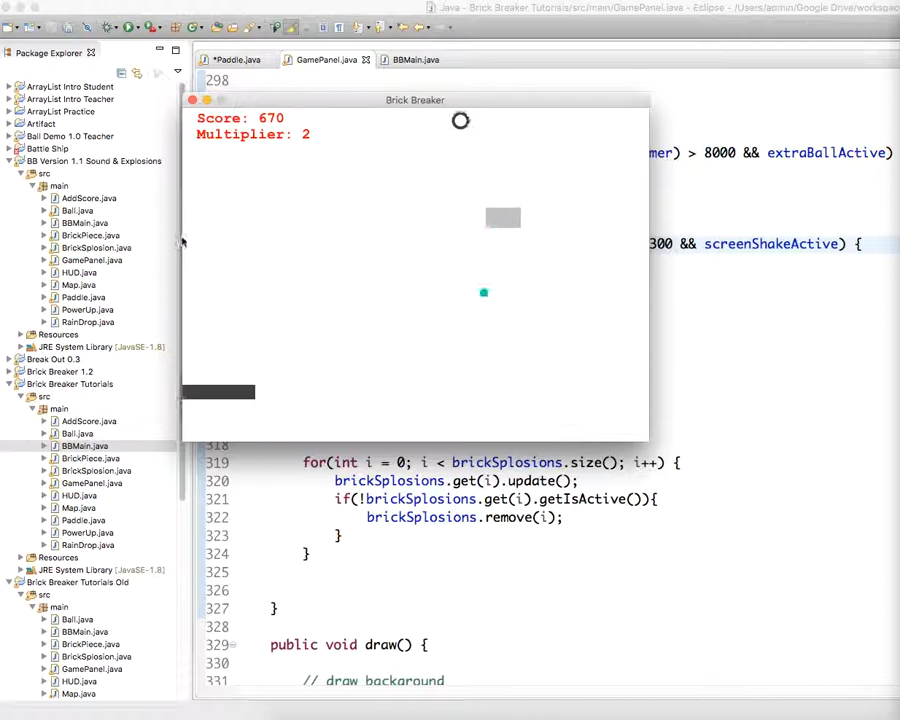 Java – Brick Breaker Tutorials/src/main/GamePanel.java – Eclipse – /Users/admin/Google Drive/workspac
Package Explorer
*Paddle.java
GamePanel.java
BBMain.java
ArrayList Intro Student
ArrayList Intro Teacher
ArrayList Practice
Artifact
Ball Demo 1.0 Teacher
Battle Ship
BB Version 1.1 Sound & Explosions
src
main
AddScore.java
Ball.java
BBMain.java
BrickPiece.java
BrickSplosion.java
GamePanel.java
HUD.java
Map.java
Paddle.java
PowerUp.java
RainDrop.java
Resources
JRE System Library [JavaSE-1.8]
Break Out 0.3
Brick Breaker 1.2
Brick Breaker Tutorials
src
main
AddScore.java
Ball.java
BBMain.java
BrickPiece.java
BrickSplosion.java
GamePanel.java
HUD.java
Map.java
Paddle.java
PowerUp.java
RainDrop.java
Resources
JRE System Library [JavaSE-1.8]
Brick Breaker Tutorials Old
src
main
Ball.java
BBMain.java
BrickPiece.java
BrickSplosion.java
GamePanel.java
HUD.java
Map.java
298
Brick Breaker
Score: 670
Multiplier: 2
mer) > 8000 && extraBallActive)
300 && screenShakeActive) {
318
319 for(int i = 0; i < brickSplosions.size(); i++) {
320 brickSplosions.get(i).update();
321 if(!brickSplosions.get(i).getIsActive()){
322 brickSplosions.remove(i);
323 }
324 }
325
326
327 }
328
329 public void draw() {
330
331 // draw background